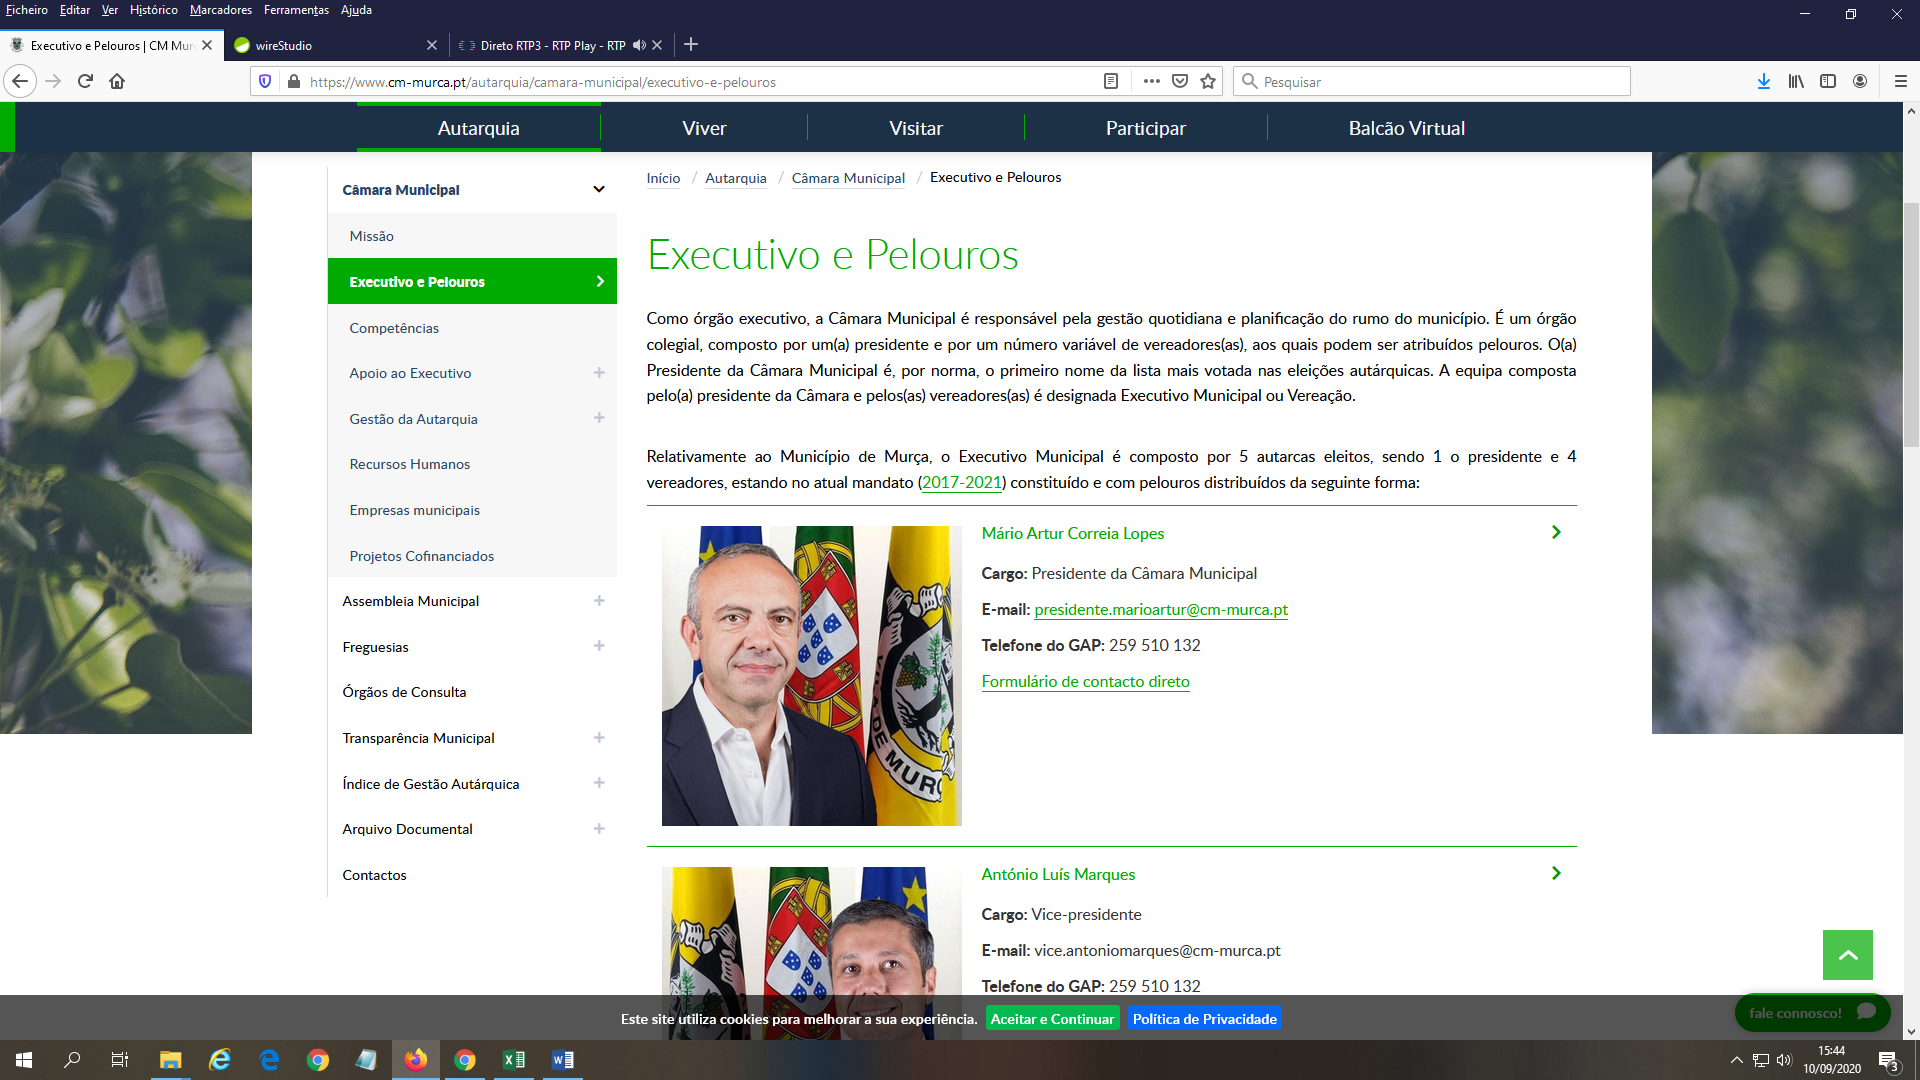 Ficheiro Editar Ver Histórico Marcadores Ferramentas Ajuda
Executivo e Pelouros | CM Mur
wireStudio
Direto RTP3 - RTP Play - RTP
https://www.cm-murca.pt/autarquia/camara-municipal/executivo-e-pelouros
Pesquisar
Autarquia
Viver
Visitar
Participar
Balcão Virtual
Câmara Municipal
Missão
Executivo e Pelouros
Competências
Apoio ao Executivo
Gestão da Autarquia
Recursos Humanos
Empresas municipais
Projetos Cofinanciados
Assembleia Municipal
Freguesias
Órgãos de Consulta
Transparência Municipal
Índice de Gestão Autárquica
Arquivo Documental
Contactos
Início / Autarquia / Câmara Municipal / Executivo e Pelouros
Executivo e Pelouros
Como órgão executivo, a Câmara Municipal é responsável pela gestão quotidiana e planificação do rumo do município. É um órgão
colegial, composto por um(a) presidente e por um número variável de vereadores(as), aos quais podem ser atribuídos pelouros. O(a)
Presidente da Câmara Municipal é, por norma, o primeiro nome da lista mais votada nas eleições autárquicas. A equipa composta
pelo(a) presidente da Câmara e pelos(as) vereadores(as) é designada Executivo Municipal ou Vereação.
Relativamente ao Município de Murça, o Executivo Municipal é composto por 5 autarcas eleitos, sendo 1 o presidente e 4
vereadores, estando no atual mandato (2017-2021) constituído e com pelouros distribuídos da seguinte forma:
VILA DE MURÇ
Mário Artur Correia Lopes
Cargo: Presidente da Câmara Municipal
E-mail: presidente.marioartur@cm-murca.pt
Telefone do GAP: 259 510 132
Formulário de contacto direto
António Luís Marques
Cargo: Vice-presidente
E-mail: vice.antoniomarques@cm-murca.pt
Telefone do GAP: 259 510 132
Este site utiliza cookies para melhorar a sua experiência. Aceitar e Continuar Política de Privacidade
fale connosco!
15:44
10/09/2020
3